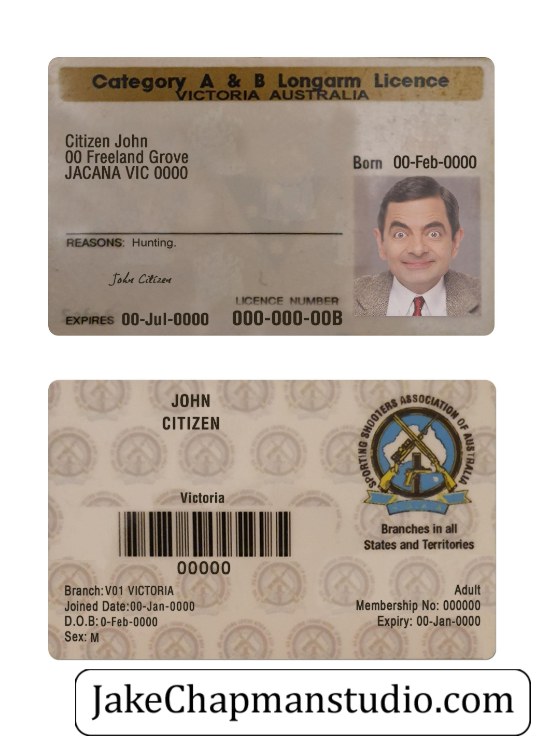 Category A & B Longarm Licence
VICTORIA AUSTRALIA
Citizen John
00 Freeland Grove
JACANA VIC 0000
Born 00-Feb-0000
REASONS: Hunting.
John Citizen
LICENCE NUMBER
EXPIRES 00-Jul-0000 000-000-00B
JOHN
CITIZEN
SPORTING SHOOTERS ASSOCIATION OF AUSTRALIA
Victoria
Branches in all
States and Territories
00000
Branch: V01 VICTORIA
Adult
Joined Date: 00-Jan-0000
Membership No: 000000
D.O.B: 0-Feb-0000
Expiry: 00-Jan-0000
Sex: M
JakeChapmanstudio.com